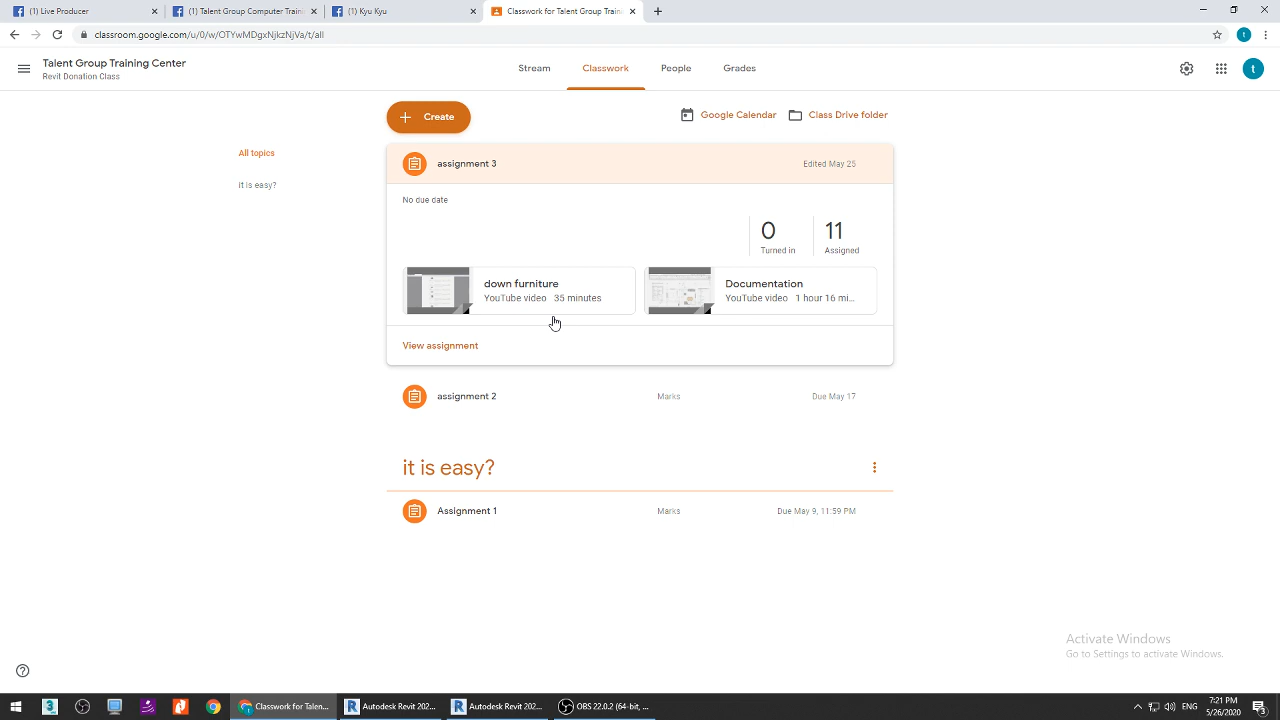 (1) Live Producer
(1) Talent Group Computer Traini
(1) Kyu Kyu
Classwork for Talent Group Train
classroom.google.com/u/0/w/OTYwMDgxNjkzNjVa/t/all
t
Talent Group Training Center
Revit Donation Class
Stream
Classwork
People
Grades
t
Create
Google Calendar
Class Drive folder
All topics
it is easy?
assignment 3
Edited May 25
No due date
0
Turned in
11
Assigned
down furniture
YouTube video 35 minutes
Documentation
YouTube video 1 hour 16 mi...
View assignment
assignment 2
Marks
Due May 17
it is easy?
Assignment 1
Marks
Due May 9, 11:59 PM
Activate Windows
Go to Settings to activate Windows.
Classwork for Talen...
Autodesk Revit 202...
Autodesk Revit 202...
OBS 22.0.2 (64-bit, ...
ENG
7:21 PM
5/26/2020
3